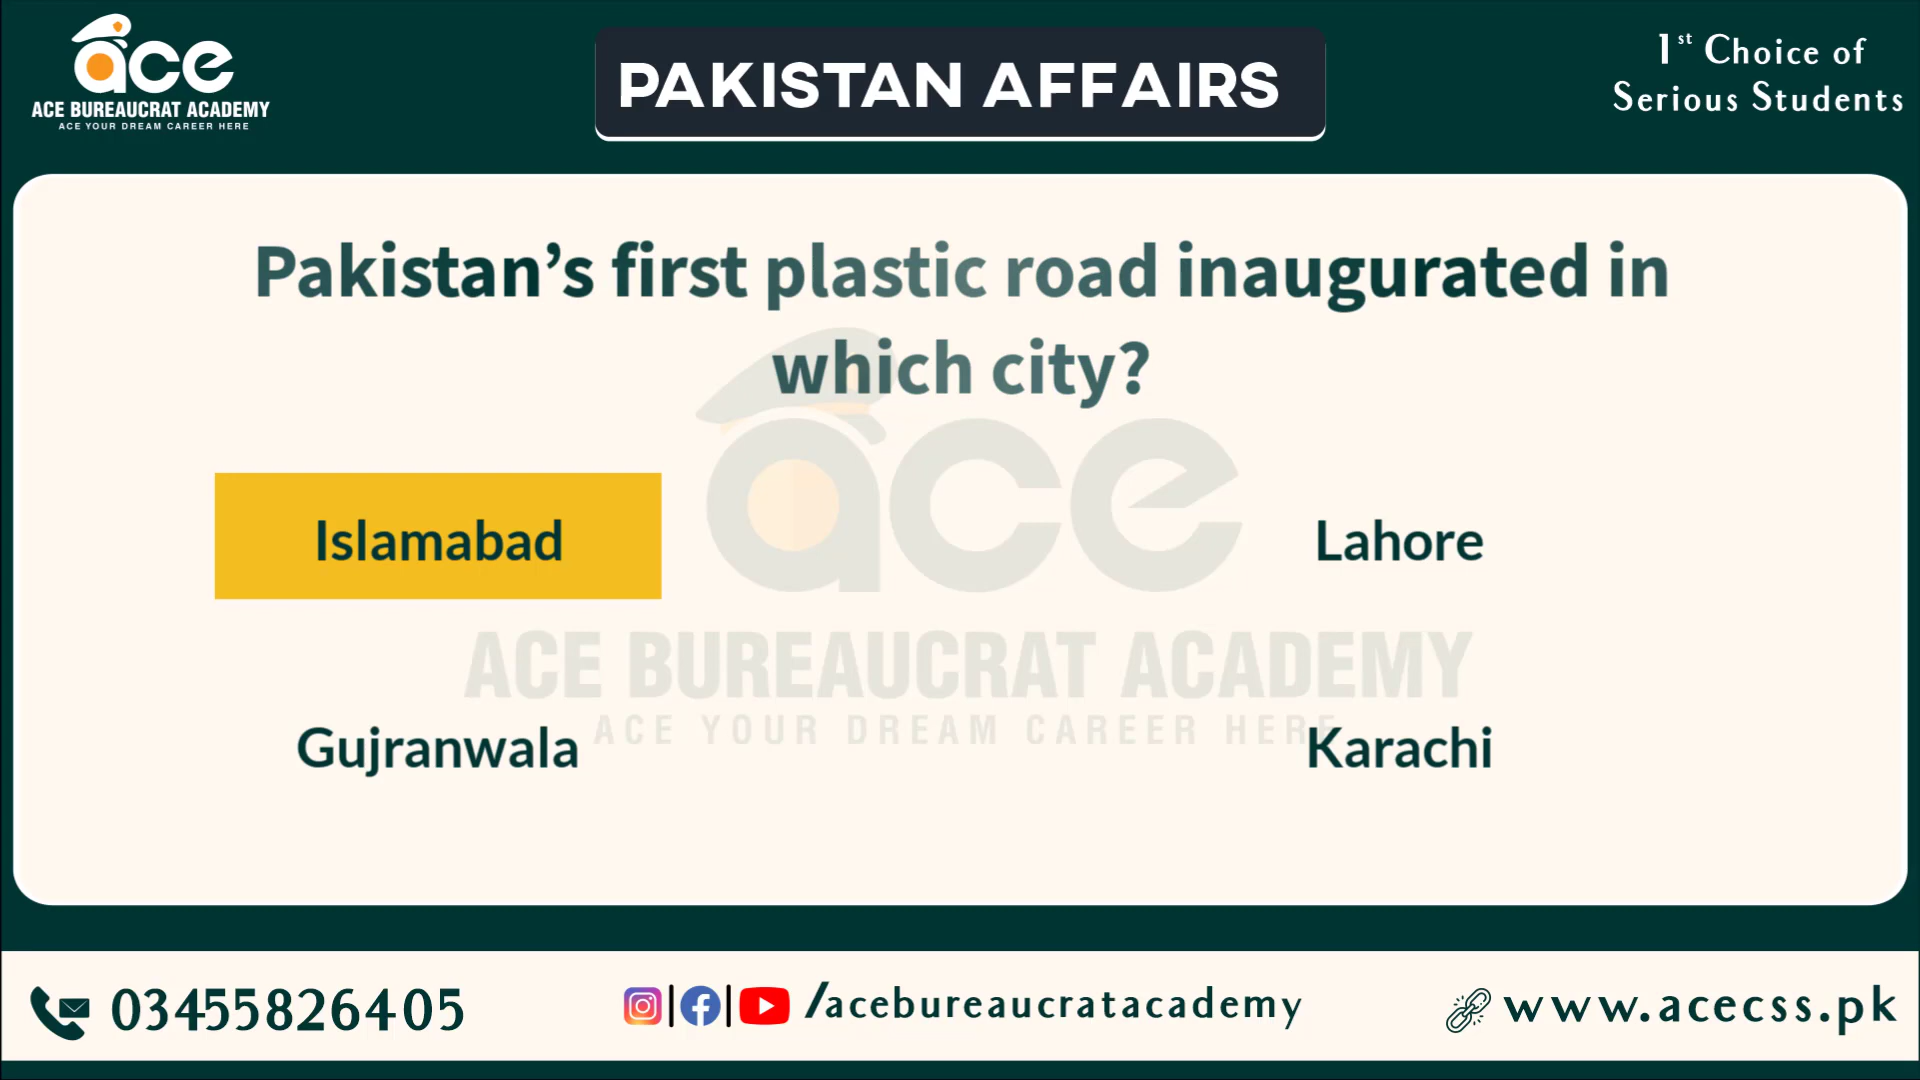 ace
ACE BUREAUCRAT ACADEMY
ACE YOUR DREAM CAREER HERE
PAKISTAN AFFAIRS
1st Choice of
Serious Students
Pakistan’s first plastic road inaugurated in
which city?
Islamabad
Lahore
Gujranwala
Karachi
ace
ACE BUREAUCRAT ACADEMY
ACE YOUR DREAM CAREER HERE
03455826405
/acebureaucratacademy
www.acecss.pk